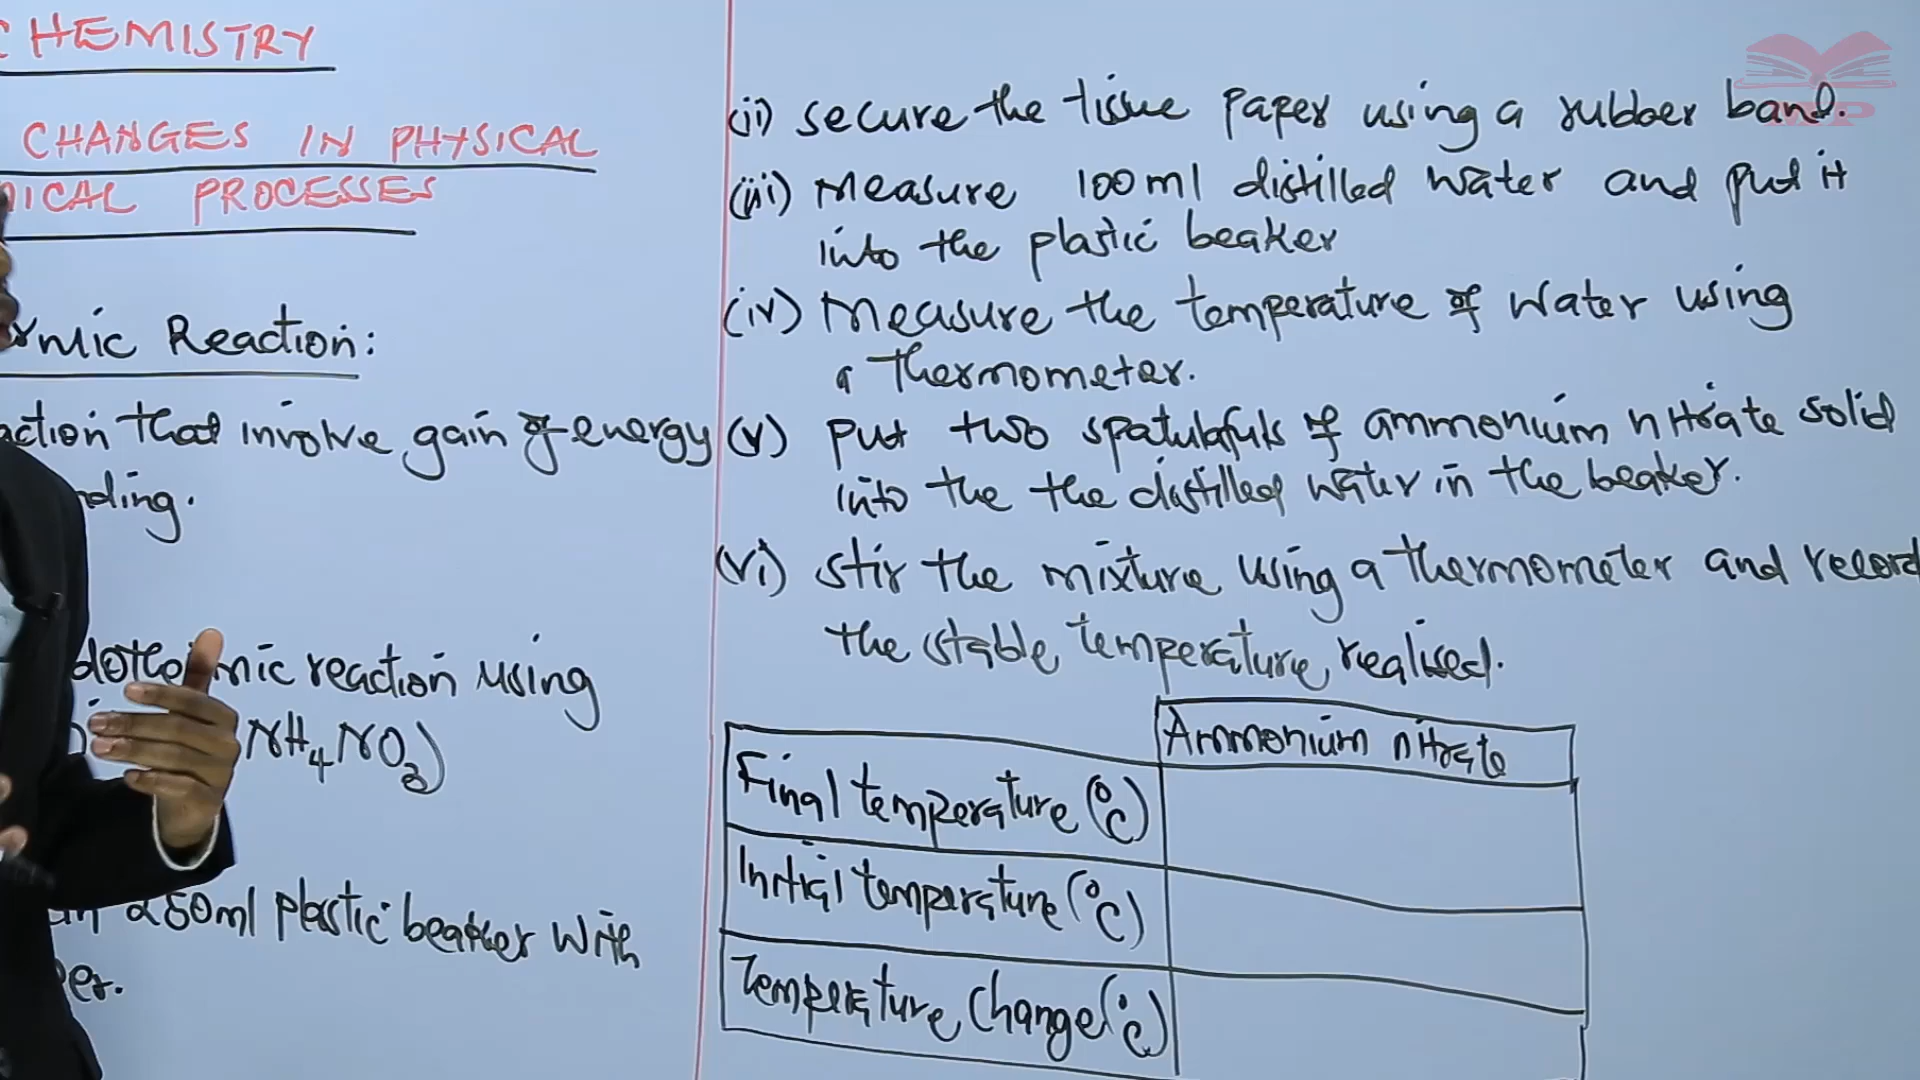 CHEMISTRY
CHANGES IN PHYSICAL
ICAL PROCESSES
rmic Reaction:
action that involve gain of energy
nding.
dothermic reaction using
(NH4NO3)
250ml plastic beaker with
per.
(ii) secure the tissue paper using a rubber band.
(iii) Measure 100ml distilled water and put it
into the plastic beaker
(iv) Measure the temperature of water using
a thermometer.
(v) put two spatulafuls of ammonium nitrate solid
into the the distilled water in the beaker.
(vi) stir the mixture using a thermometer and record
the stable temperature realised.
Ammonium nitrate
Final temperature (°C)
Initial temperature (°C)
Temperature Change (°C)
MP